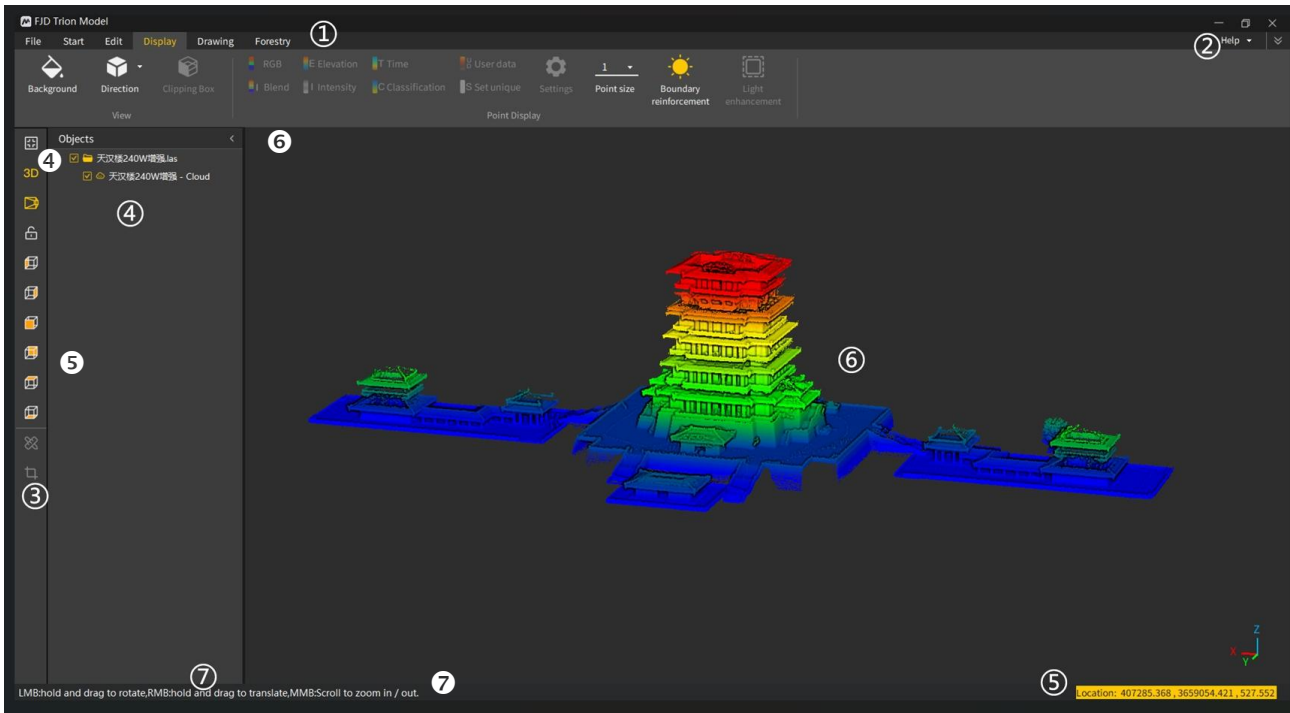 FJD Trion Model
File Start Edit Display Drawing Forestry ① ② Help
Background Direction Clipping Box
View
RGB E Elevation T Time U User data
I Blend I Intensity C Classification S Set unique
Settings
1
Point size
Boundary
reinforcement
Light
enhancement
Point Display
Objects
❻
❹
天汉楼240W增强.las
3D
天汉楼240W增强 - Cloud
④
❺
⑥
③
Z
X
Y
⑦
LMB:hold and drag to rotate,RMB:hold and drag to translate,MMB:Scroll to zoom in / out.
❼
⑤
Location: 407285.368 , 3659054.421 , 527.552